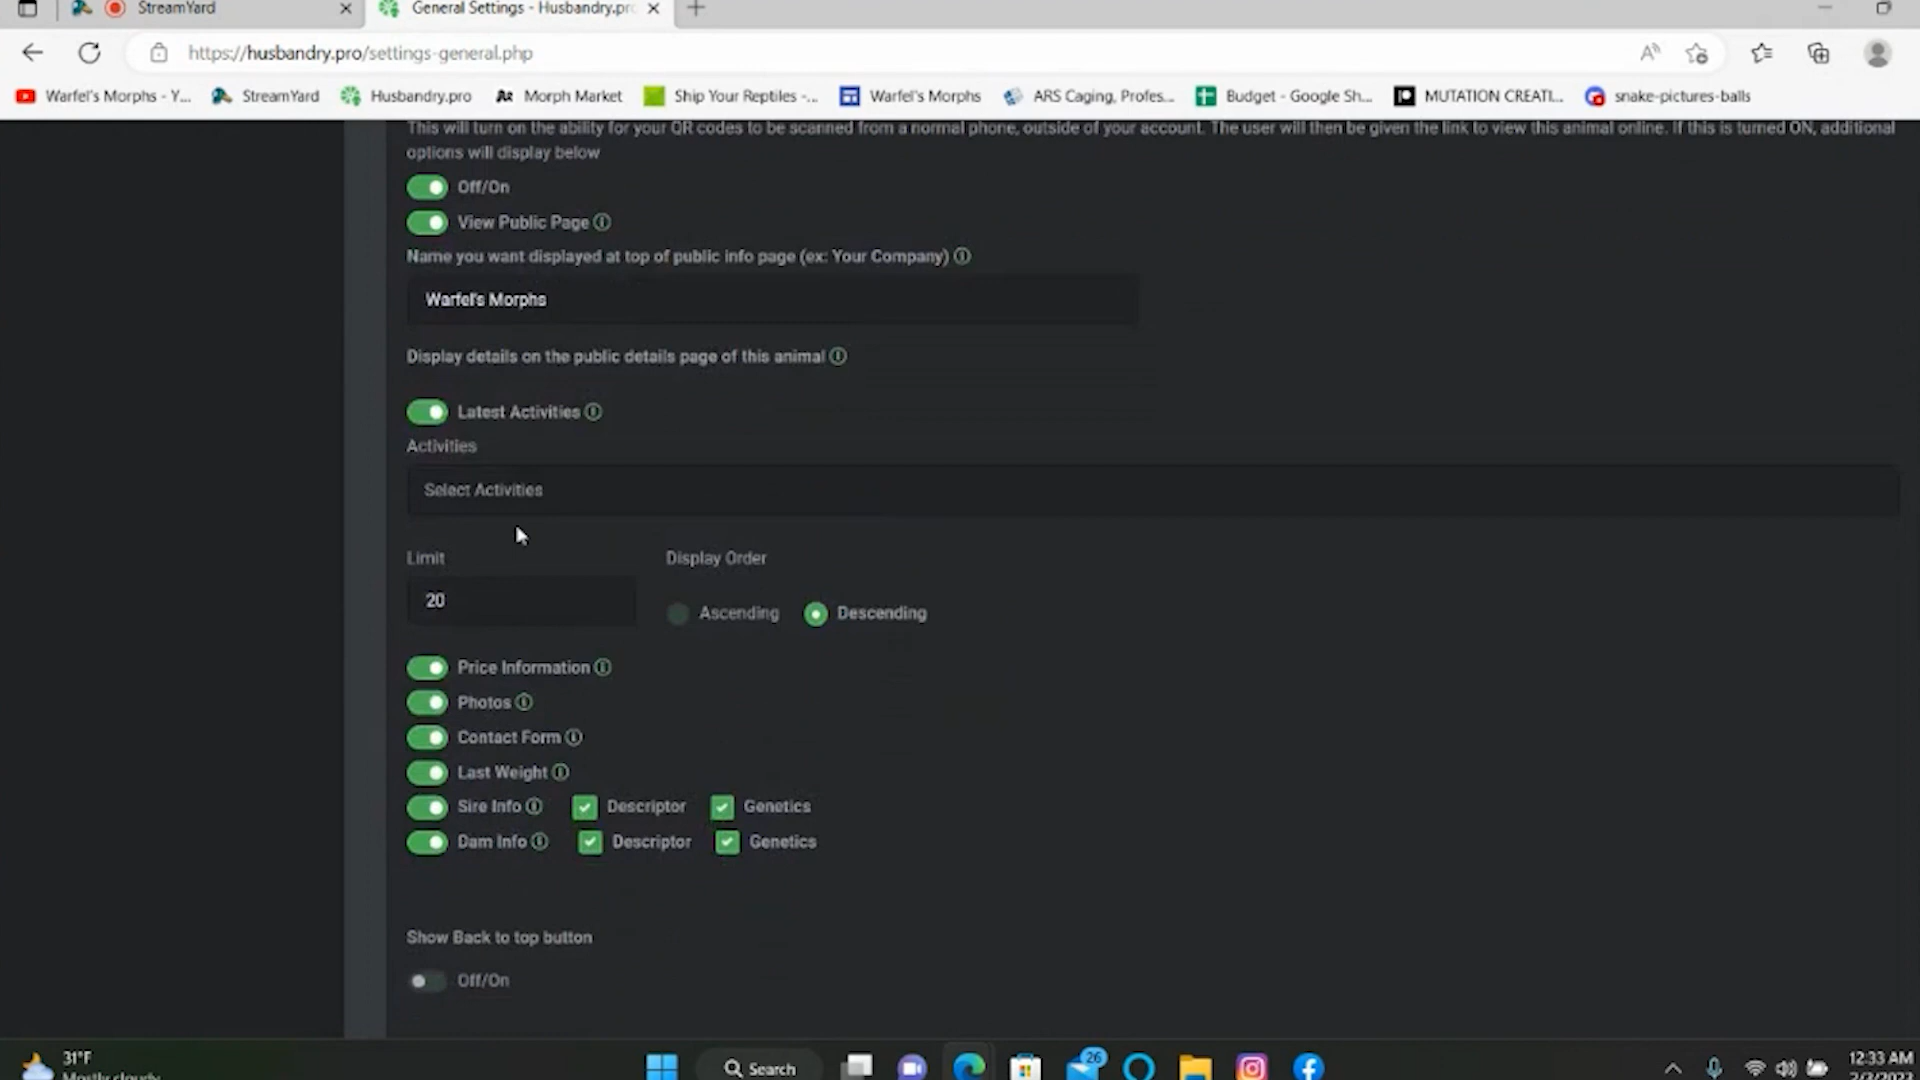 StreamYard
General Settings - Husbandry.pro
https://husbandry.pro/settings-general.php
Warfel's Morphs - Y...
StreamYard
Husbandry.pro
Morph Market
Ship Your Reptiles -...
Warfel's Morphs
ARS Caging, Profes...
Budget - Google Sh...
MUTATION CREATI...
snake-pictures-balls
This will turn on the ability for your QR codes to be scanned from a normal phone, outside of your account. The user will then be given the link to view this animal online. If this is turned ON, additional
options will display below
Off/On
View Public Page
Name you want displayed at top of public info page (ex: Your Company)
Warfel's Morphs
Display details on the public details page of this animal
Latest Activities
Activities
Select Activities
Limit
Display Order
20
Ascending
Descending
Price Information
Photos
Contact Form
Last Weight
Sire Info Descriptor Genetics
Dam Info Descriptor Genetics
Show Back to top button
Off/On
31°F
Mostly cloudy
Search
26
12:33 AM
2/3/2023